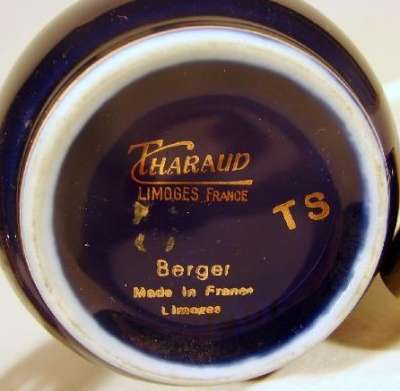 THARAUD
LIMOGES FRANCE
TS
Berger
Made in France
Limoges